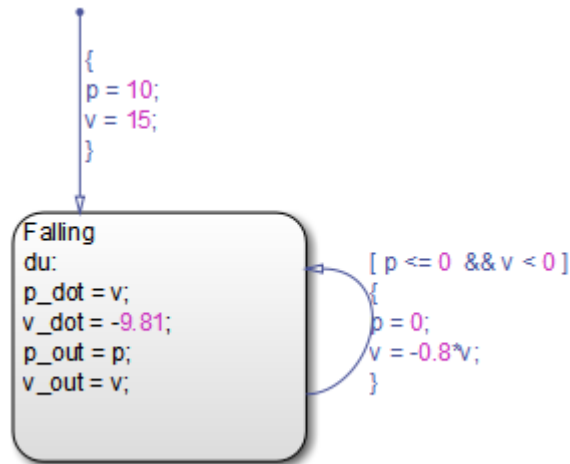 {
p = 10;
v = 15;
}
Falling
du:
p_dot = v;
v_dot = -9.81;
p_out = p;
v_out = v;
[ p <= 0  && v < 0 ]
{
p = 0;
v = -0.8*v;
}